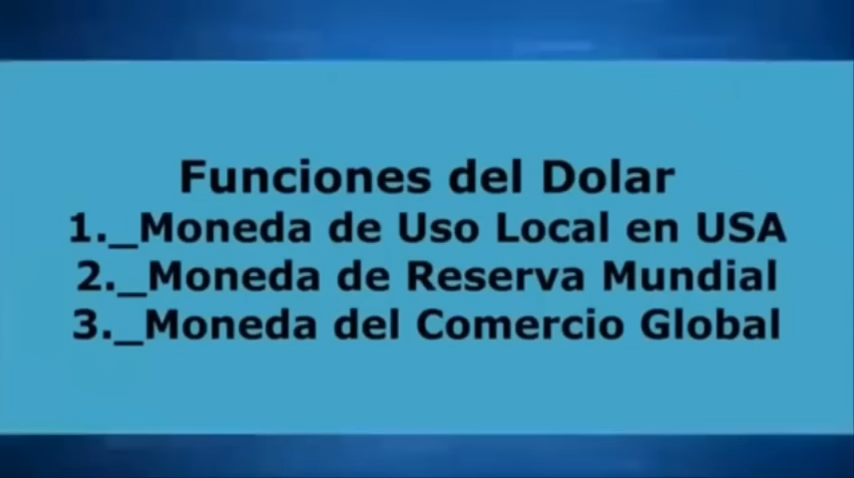 Funciones del Dolar
1._Moneda de Uso Local en USA
2._Moneda de Reserva Mundial
3._Moneda del Comercio Global